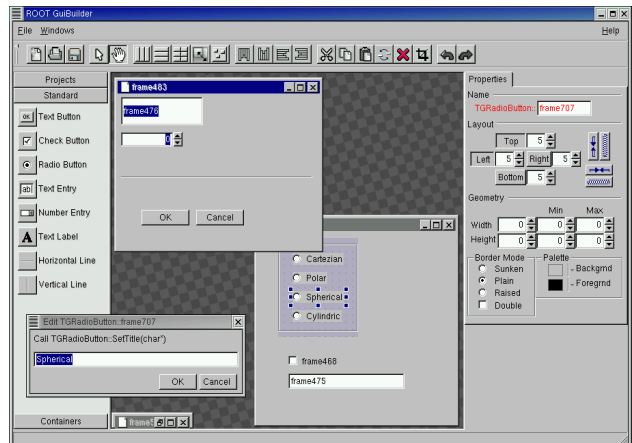 ROOT GuiBuilder
File Windows Help
Projects
Standard
OK Text Button
Check Button
Radio Button
ab Text Entry
Number Entry
A Text Label
Horizontal Line
Vertical Line
Containers
frame483
frame476
0
OK Cancel
Cartezian
Polar
Spherical
Cylindric
frame468
frame475
Edit TGRadioButton::frame707
Call TGRadioButton::SetTitle(char*)
Spherical
OK Cancel
Properties
Name
TGRadioButton:: frame707
Layout
Top 5
Left 5 Right 5
Bottom 5
Geometry
Min Max
Width 0 0 0
Height 0 0 0
Border Mode
Sunken
Plain
Raised
Double
Palette
- Backgrnd
- Foregrnd